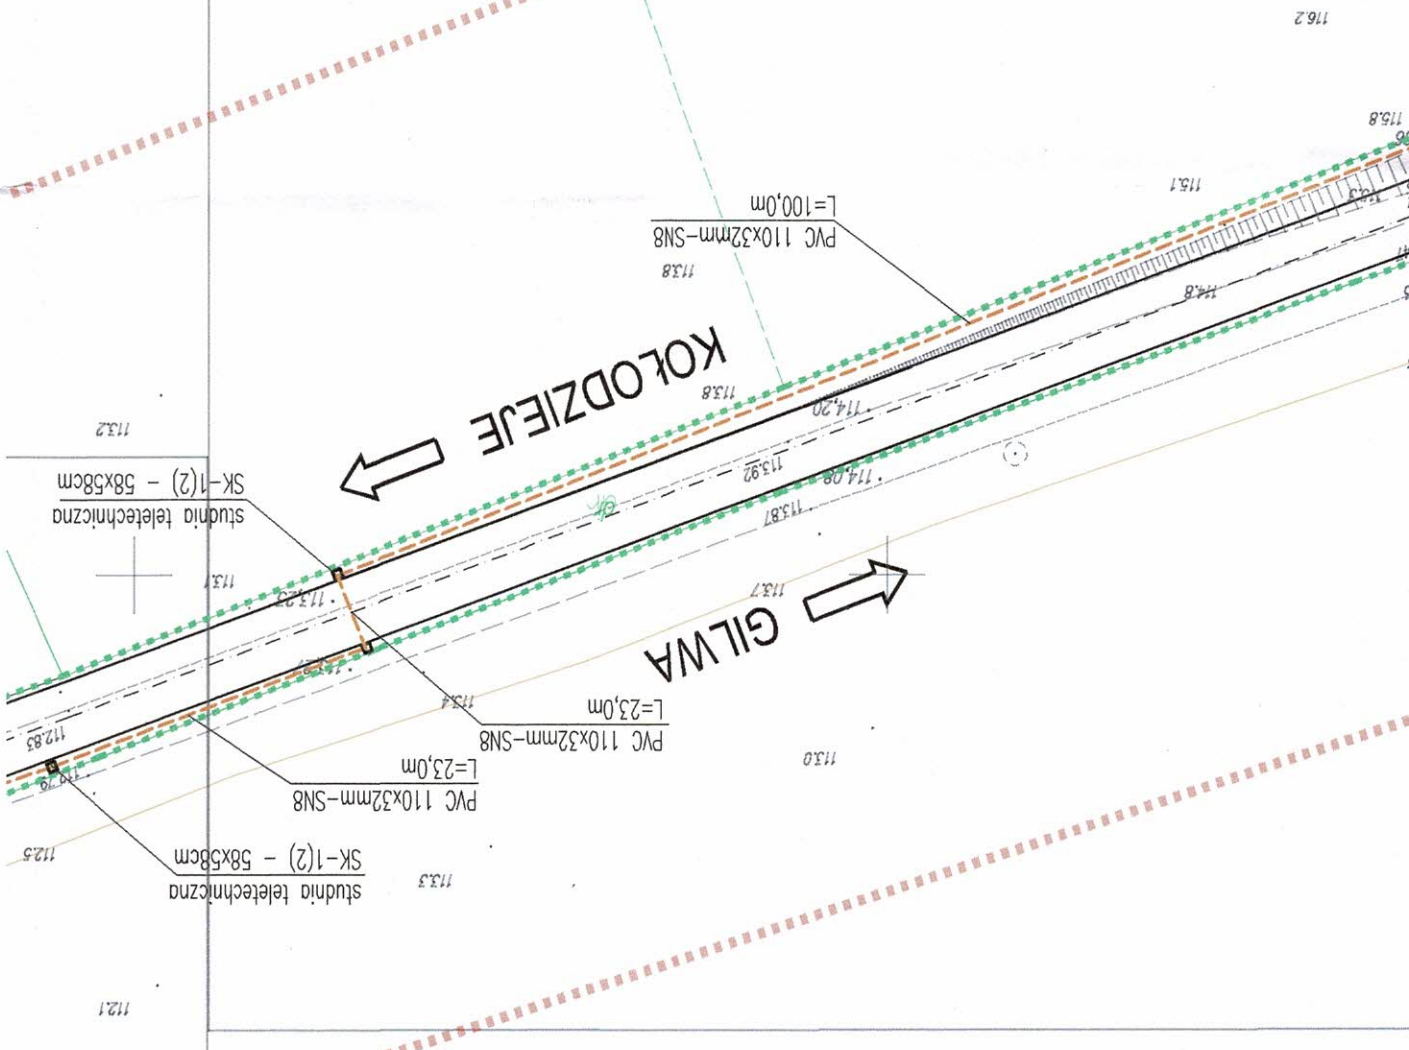 112.1
113.3
studnia teletechniczna
SK-1(2) - 58x58cm
112.5
113.0
PVC 110x32mm-SN8
L=23,0m
PVC 110x32mm-SN8
L=23,0m
112.83
113.4
GILWA
113.7
113.1
113,23
113.87
114,08
113.92
114,20
dr
studnia teletechniczna
SK-1(2) - 58x58cm
113.2
KOŁODZIEJE
113.8
113.8
114.8
PVC 110x32mm-SN8
L=100,0m
115.1
115.8
116.2